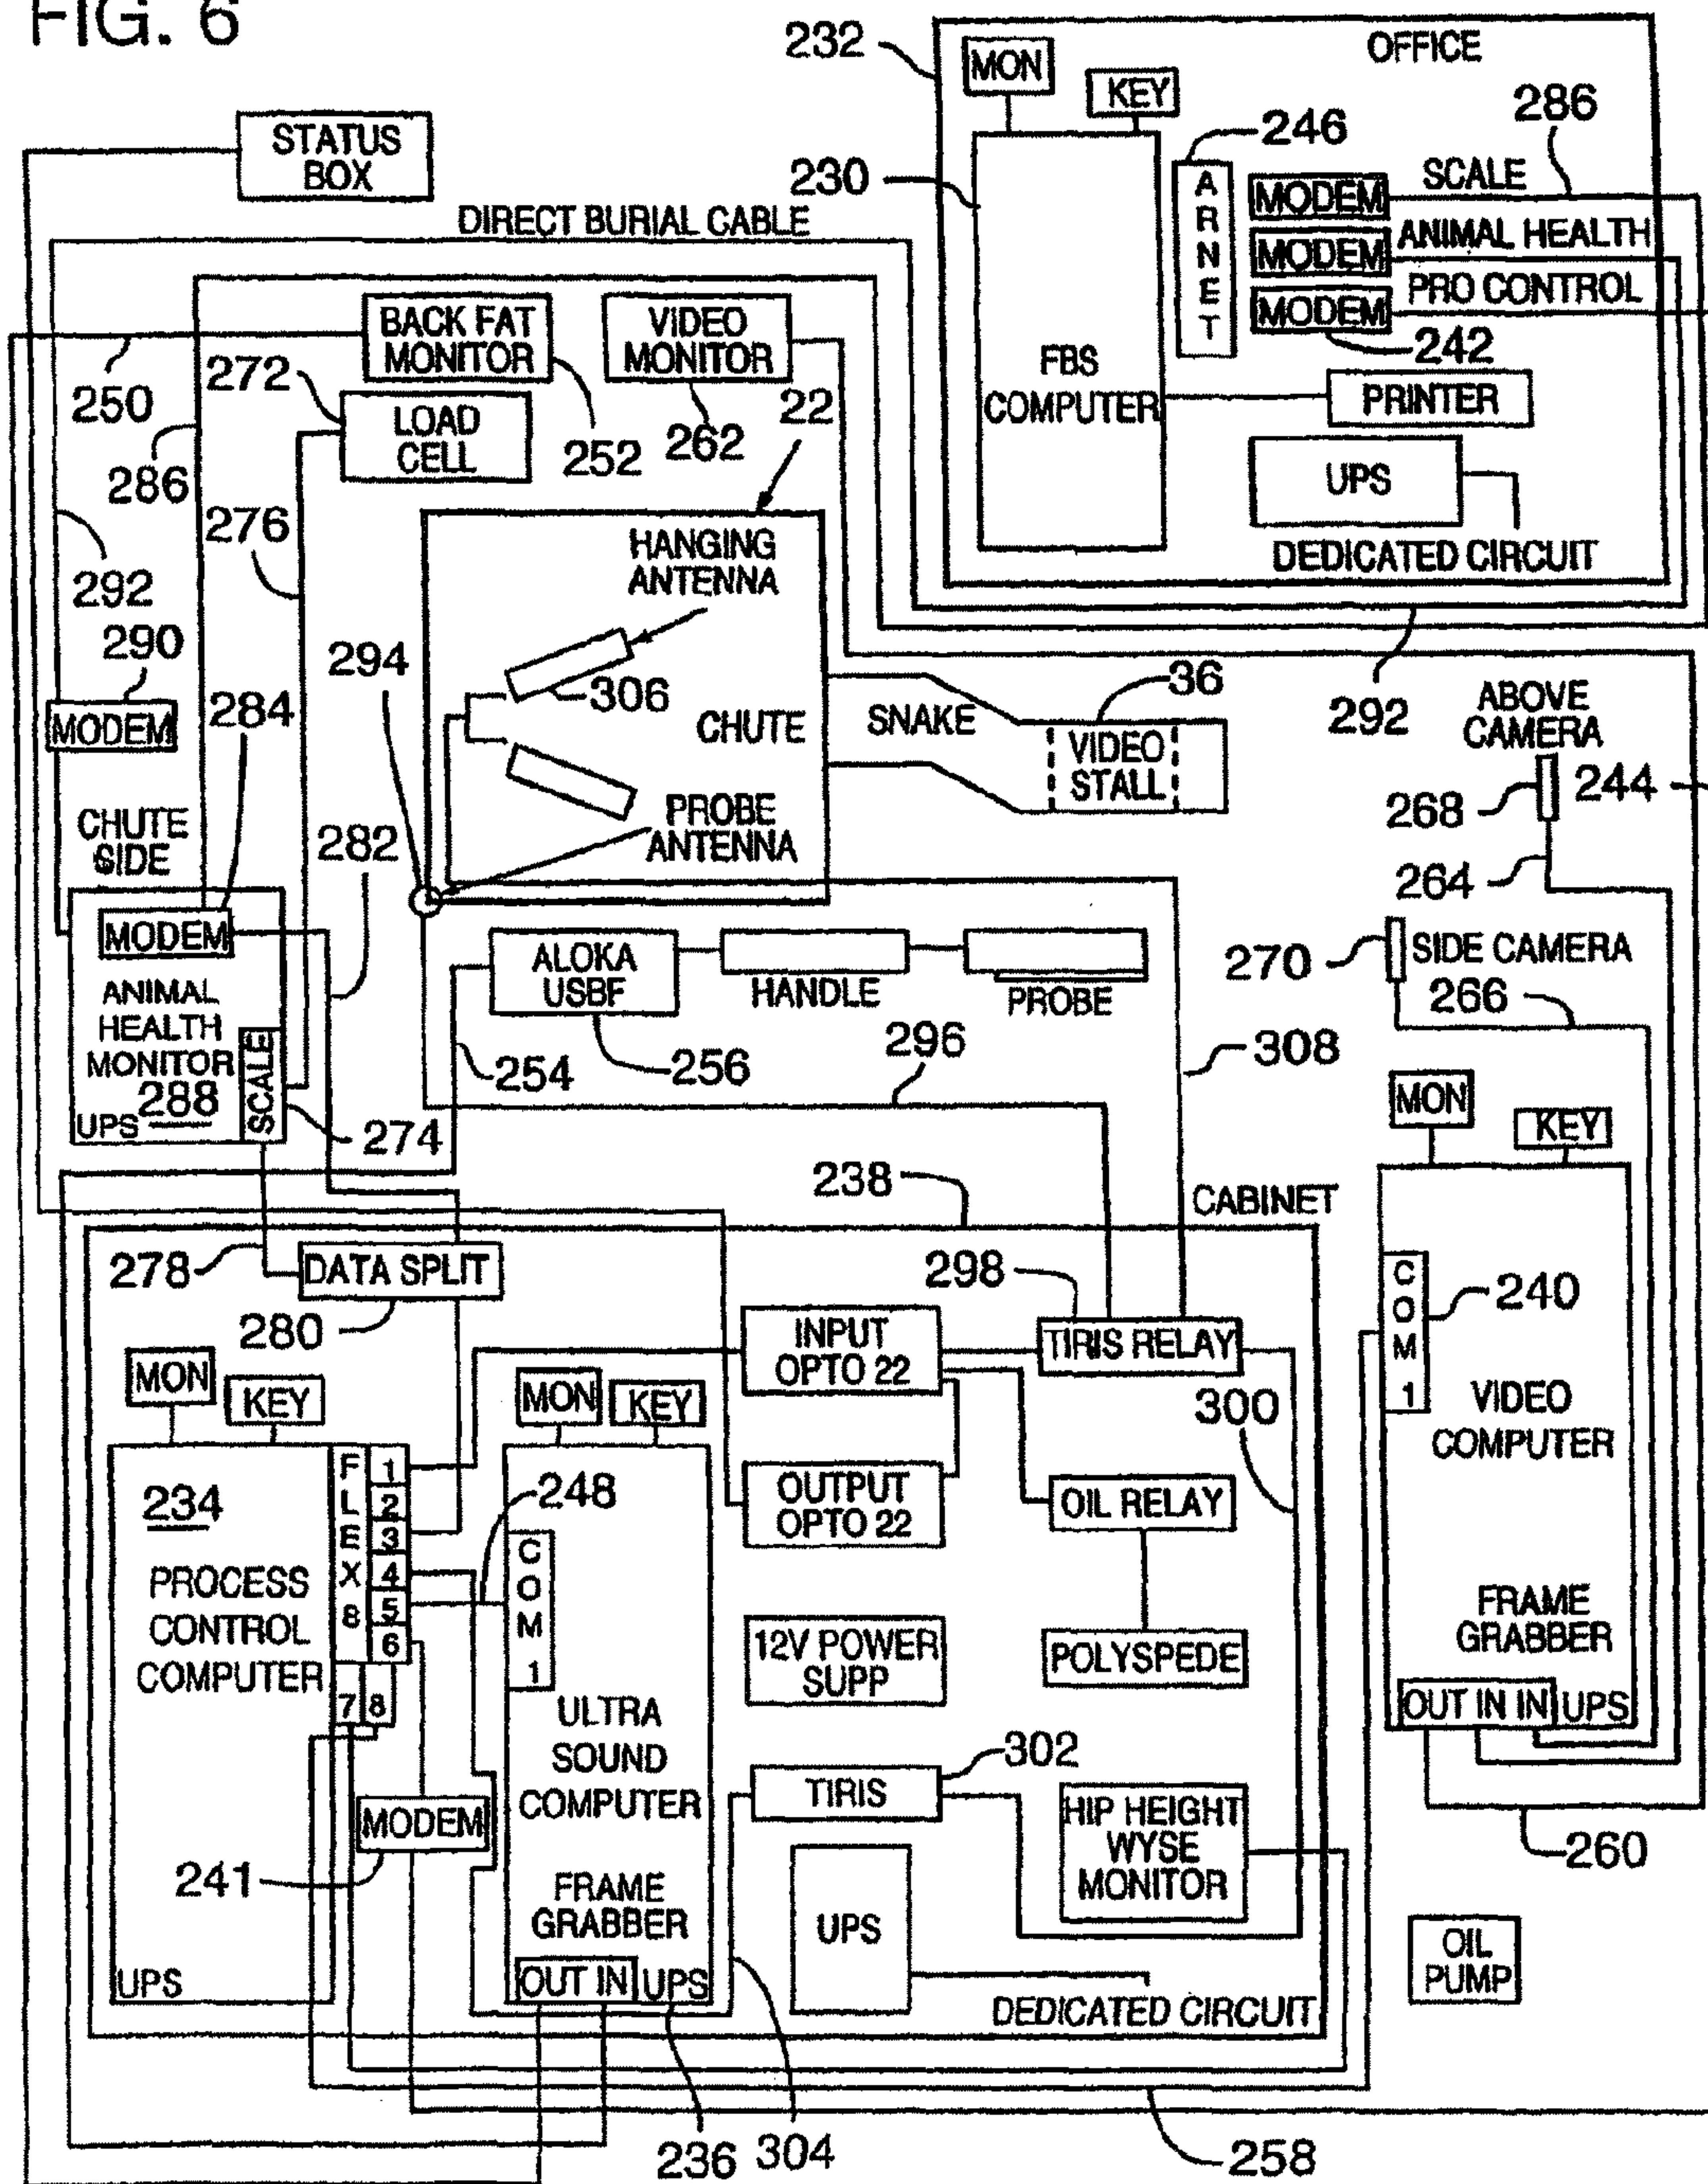 FIG. 6
232
MON
KEY
OFFICE
246
286
STATUS
BOX
230
ARNET
MODEM
SCALE
DIRECT BURIAL CABLE
MODEM
ANIMAL HEALTH
MODEM
PRO CONTROL
242
BACK FAT
MONITOR
VIDEO
MONITOR
FBS
COMPUTER
PRINTER
250
272
LOAD
CELL
252
262
22
UPS
286
276
HANGING
ANTENNA
DEDICATED CIRCUIT
292
290
294
306
36
292
ABOVE
CAMERA
MODEM
284
CHUTE
SNAKE
VIDEO
STALL
268
244
CHUTE
SIDE
282
PROBE
ANTENNA
264
MODEM
ALOKA
USBF
HANDLE
PROBE
270
SIDE CAMERA
266
ANIMAL
HEALTH
MONITOR
288
UPS
SCALE
274
254
256
296
308
MON
KEY
238
CABINET
278
DATA SPLIT
280
298
INPUT
OPTO 22
TIRIS RELAY
COM 1
240
MON
KEY
MON
KEY
300
VIDEO
COMPUTER
234
PROCESS
CONTROL
COMPUTER
FLEX 8
1
2
3
4
5
6
7
8
248
COM 1
OUTPUT
OPTO 22
OIL RELAY
FRAME
GRABBER
12V POWER
SUPP
POLYSPEDE
OUT IN IN
UPS
ULTRA
SOUND
COMPUTER
TIRIS
302
MODEM
HIP HEIGHT
WYSE
MONITOR
260
241
FRAME
GRABBER
UPS
OIL
PUMP
UPS
OUT IN
UPS
DEDICATED CIRCUIT
236
304
258